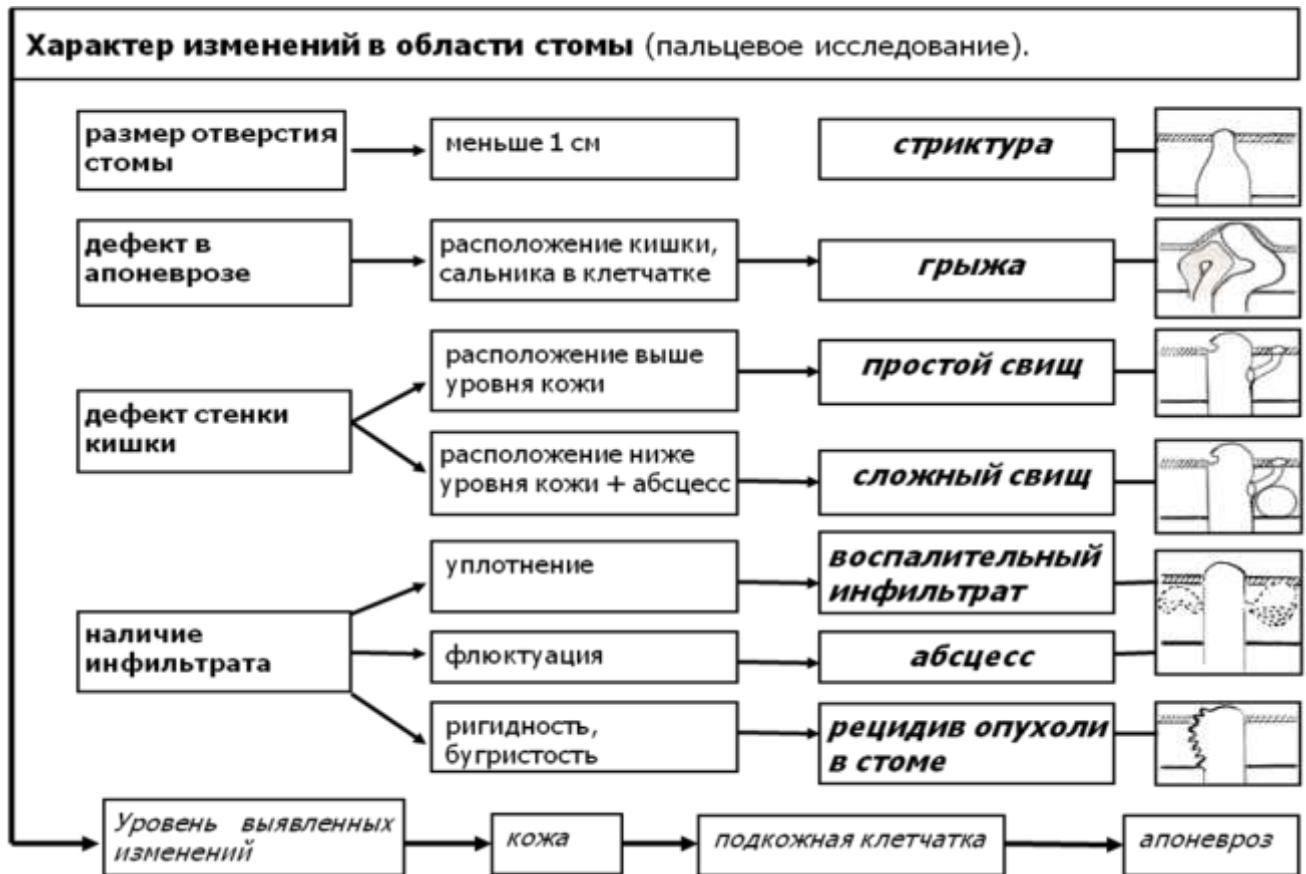 Характер изменений в области стомы (пальцевое исследование).
размер отверстия
стомы
меньше 1 см
стриктура
дефект в
апоневрозе
расположение кишки,
сальника в клетчатке
грыжа
дефект стенки
кишки
расположение выше
уровня кожи
простой свищ
расположение ниже
уровня кожи + абсцесс
сложный свищ
наличие
инфильтрата
уплотнение
воспалительный
инфильтрат
флюктуация
абсцесс
ригидность,
бугристость
рецидив опухоли
в стоме
Уровень выявленных
изменений
кожа
подкожная клетчатка
апоневроз